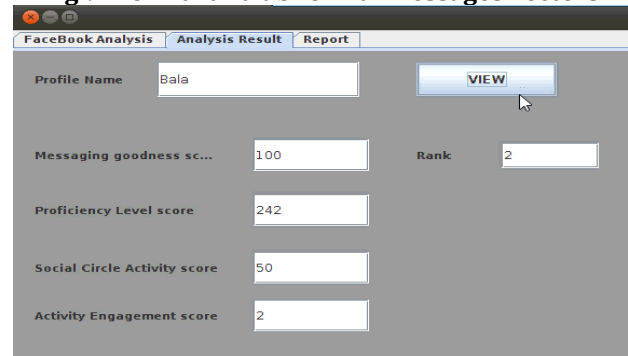 FaceBook Analysis Analysis Result Report
Profile Name Bala VIEW
Messaging goodness sc... 100 Rank 2
Proficiency Level score 242
Social Circle Activity score 50
Activity Engagement score 2